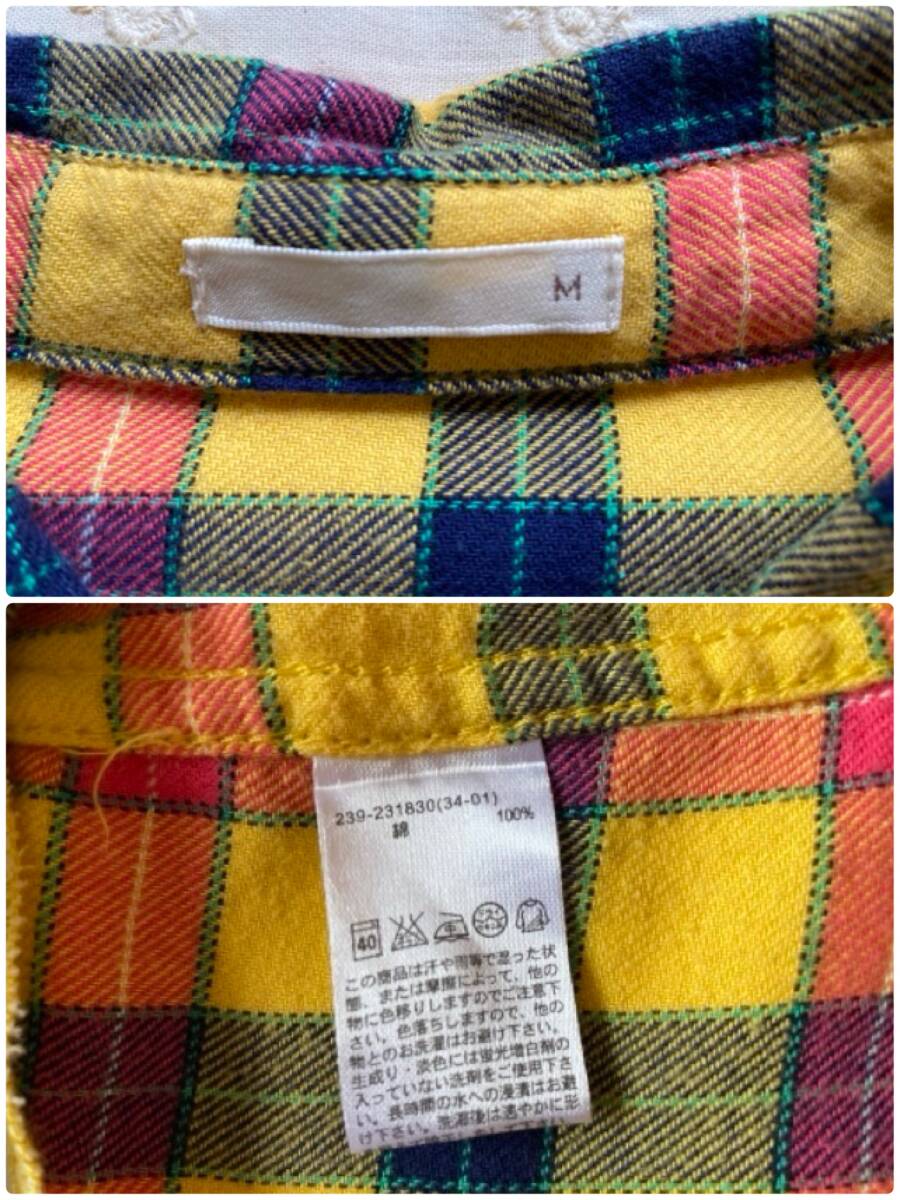 M
239-231830(34-01)
綿 100%
40
この商品は汗や雨等で湿った状
態、または摩擦によって、他の
物に色移りしますのでご注意下
さい。色落ちしますので、他の
物とのお洗濯はお避け下さい。
生成り・淡色には蛍光増白剤の
入っていない洗剤をご使用下さ
い。長時間の水への浸漬はお避
け下さい。洗濯後は速やかに形